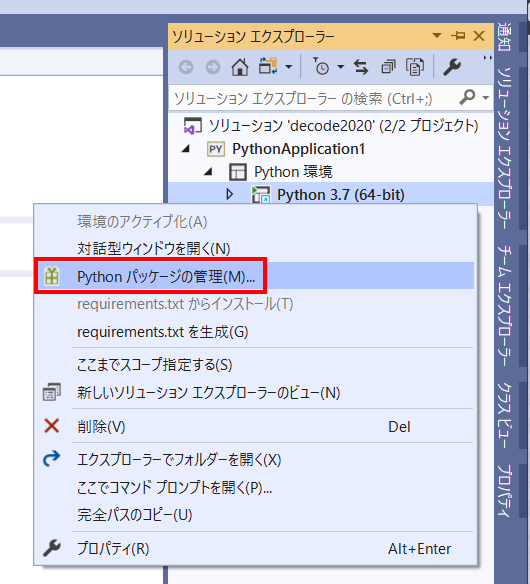 ソリューション エクスプローラー
ソリューション エクスプローラー の検索 (Ctrl+;)
ソリューション 'decode2020' (2/2 プロジェクト)
PY PythonApplication1
Python 環境
Python 3.7 (64-bit)
環境のアクティブ化(A)
対話型ウィンドウを開く(N)
Python パッケージの管理(M)...
requirements.txt からインストール(T)
requirements.txt を生成(G)
ここまでスコープ指定する(S)
新しいソリューション エクスプローラーのビュー(N)
削除(V) Del
エクスプローラーでフォルダーを開く(X)
ここでコマンド プロンプトを開く(P)...
完全パスのコピー(U)
プロパティ(R) Alt+Enter
通知
ソリューション エクスプローラー
チーム エクスプローラー
クラス ビュー
プロパティ